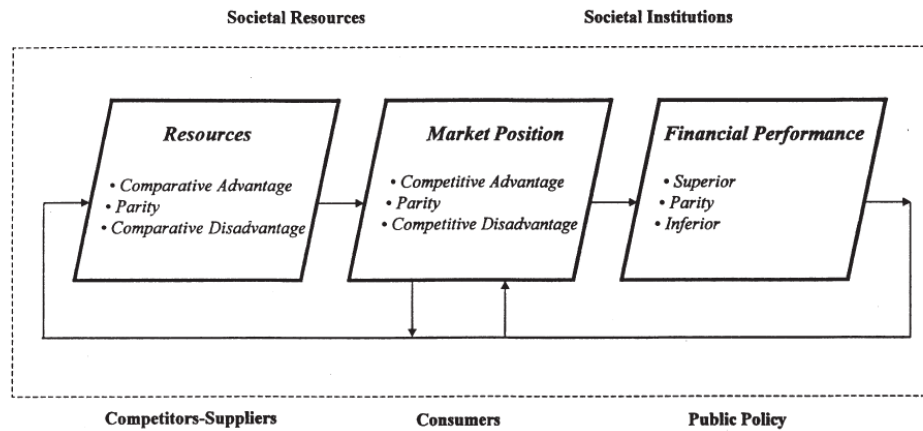 Societal Resources
Societal Institutions
Resources
• Comparative Advantage
• Parity
• Comparative Disadvantage
Market Position
• Competitive Advantage
• Parity
• Competitive Disadvantage
Financial Performance
• Superior
• Parity
• Inferior
Competitors-Suppliers
Consumers
Public Policy